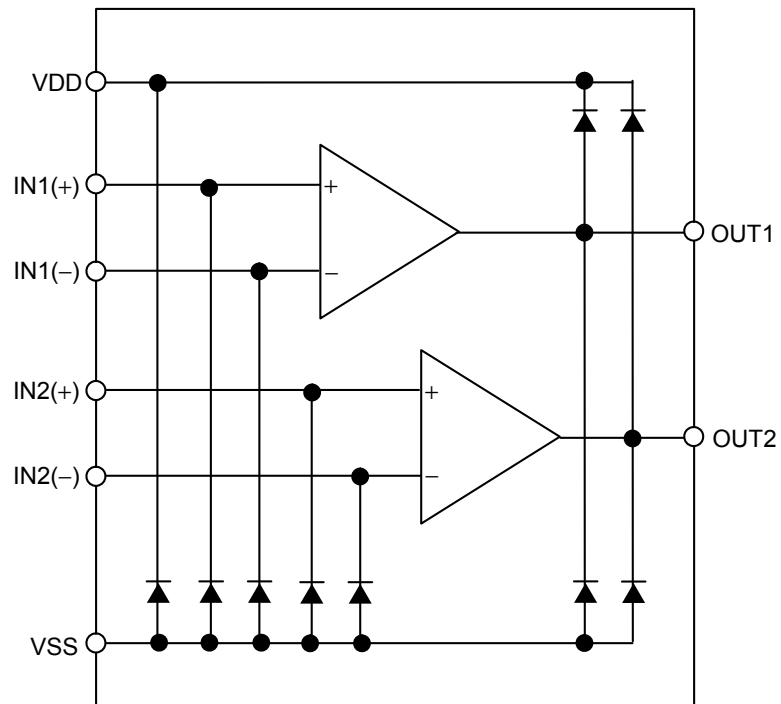 VDD
IN1(+)
+
OUT1
IN1(−)
−
IN2(+)
+
OUT2
IN2(−)
−
VSS